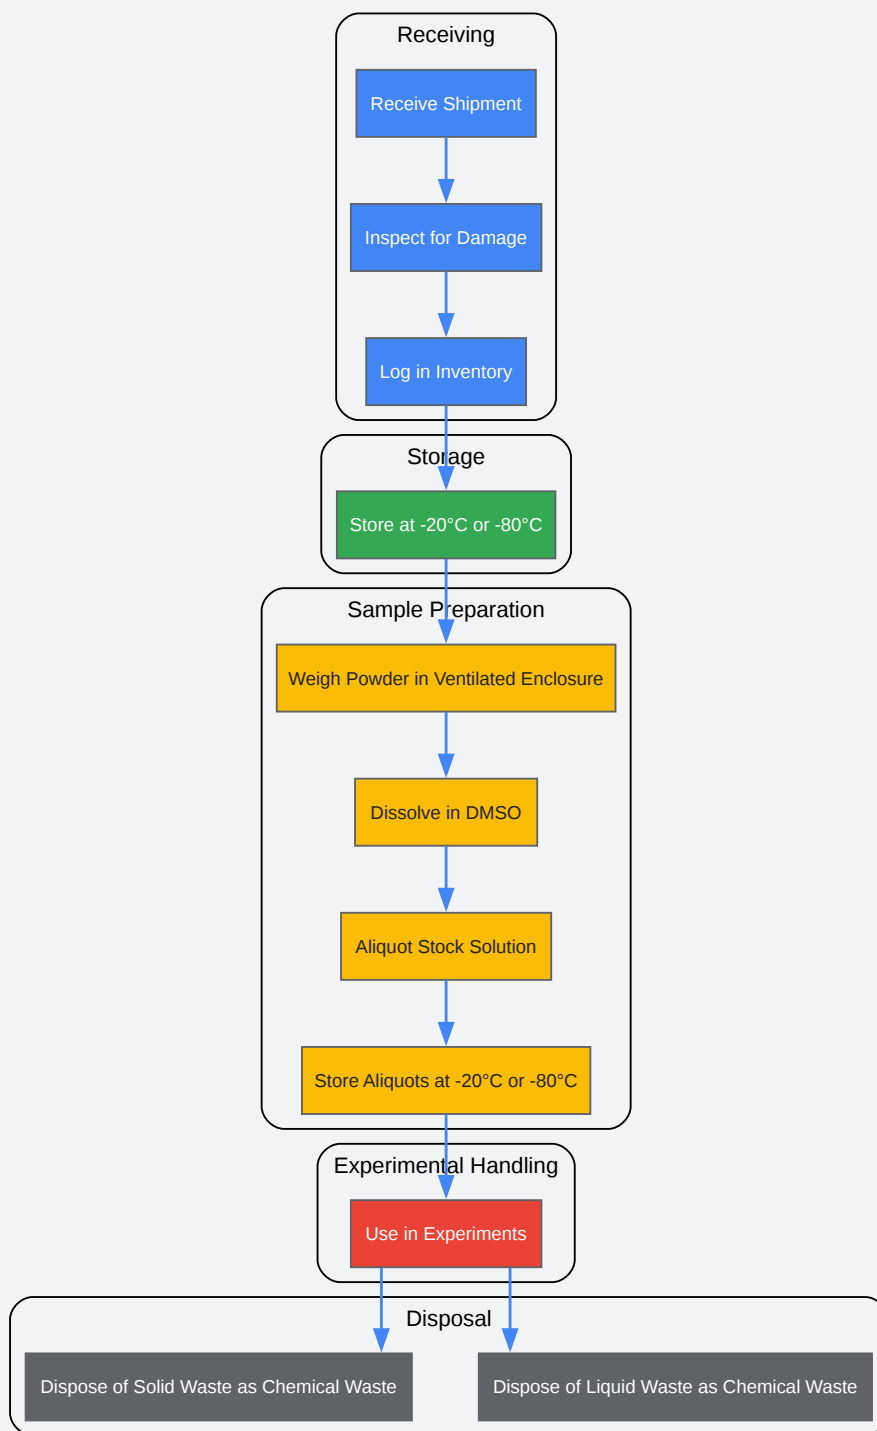 Receiving
Receive Shipment
Inspect for Damage
Log in Inventory
Storage
Store at -20°C or -80°C
Sample Preparation
Weigh Powder in Ventilated Enclosure
Dissolve in DMSO
Aliquot Stock Solution
Store Aliquots at -20°C or -80°C
Experimental Handling
Use in Experiments
Disposal
Dispose of Solid Waste as Chemical Waste
Dispose of Liquid Waste as Chemical Waste